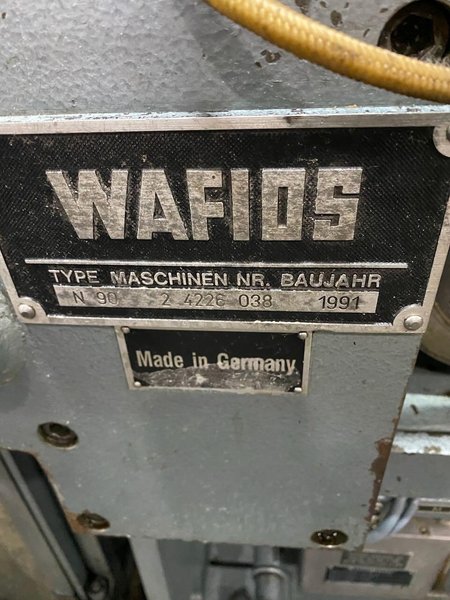 WAFIOS
TYPE MASCHINEN NR. BAUJAHR
N 90 2 4226 038 1991
Made in Germany